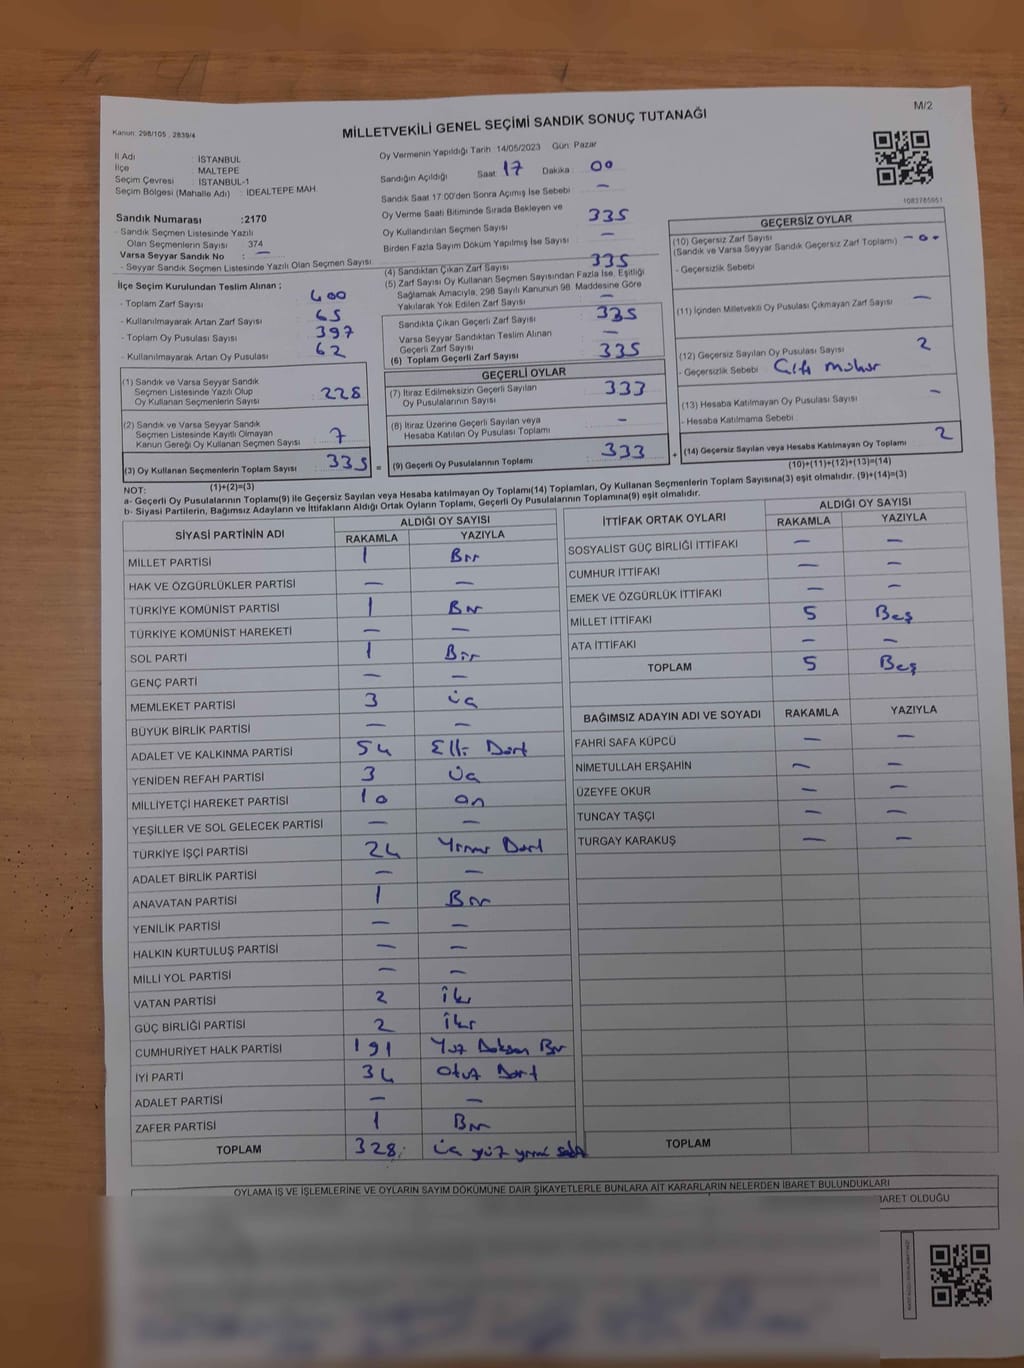 M/2
Kanun: 298/105 , 2839/4
MİLLETVEKİLİ GENEL SEÇİMİ SANDIK SONUÇ TUTANAĞI
İl Adı : İSTANBUL
İlçe : MALTEPE
Seçim Çevresi : İSTANBUL-1
Seçim Bölgesi (Mahalle Adı) : İDEALTEPE MAH.
Sandık Numarası :2170
- Sandık Seçmen Listesinde Yazılı
Olan Seçmenlerin Sayısı 374
Varsa Seyyar Sandık No : —
- Seyyar Sandık Seçmen Listesinde Yazılı Olan Seçmen Sayısı
Oy Vermenin Yapıldığı Tarih :14/05/2023 Gün: Pazar
Sandığın Açıldığı Saat: 17 Dakika 00
Sandık Saat 17:00'den Sonra Açımış İse Sebebi —
Oy Verme Saati Bitiminde Sırada Bekleyen ve
Oy Kullandırılan Seçmen Sayısı 335
Birden Fazla Sayım Döküm Yapılmış İse Sayısı —
(4) Sandıktan Çıkan Zarf Sayısı 335
(5) Zarf Sayısı Oy Kullanan Seçmen Sayısından Fazla İse, Eşitliği
Sağlamak Amacıyla, 298 Sayılı Kanunun 98. Maddesine Göre
Yakılarak Yok Edilen Zarf Sayısı —
İlçe Seçim Kurulundan Teslim Alınan ;
- Toplam Zarf Sayısı : 400
- Kullanılmayarak Artan Zarf Sayısı : 65
- Toplam Oy Pusulası Sayısı : 397
- Kullanılmayarak Artan Oy Pusulası : 62
Sandıkta Çıkan Geçerli Zarf Sayısı : 335
Varsa Seyyar Sandıktan Teslim Alınan
Geçerli Zarf Sayısı —
(6) Toplam Geçerli Zarf Sayısı : 335
(1) Sandık ve Varsa Seyyar Sandık
Seçmen Listesinde Yazılı Olup
Oy Kullanan Seçmenlerin Sayısı : 228
(2) Sandık ve Varsa Seyyar Sandık
Seçmen Listesinde Kayıtlı Olmayan
Kanun Gereği Oy Kullanan Seçmen Sayısı : 7
(3) Oy Kullanan Seçmenlerin Toplam Sayısı : 335 =
(1)+(2)=(3)
GEÇERLİ OYLAR
(7) İtiraz Edilmeksizin Geçerli Sayılan
Oy Pusulalarının Sayısı : 333
(8) İtiraz Üzerine Geçerli Sayılan veya
Hesaba Katılan Oy Pusulası Toplamı : —
(9) Geçerli Oy Pusulalarının Toplamı : 333 +
1083785051
GEÇERSİZ OYLAR
(10) Geçersiz Zarf Sayısı
(Sandık ve Varsa Seyyar Sandık Geçersiz Zarf Toplamı) - 0 -
- Geçersizlik Sebebi
(11) İçinden Milletvekili Oy Pusulası Çıkmayan Zarf Sayısı —
(12) Geçersiz Sayılan Oy Pusulası Sayısı 2
- Geçersizlik Sebebi Çift mühür
(13) Hesaba Katılmayan Oy Pusulası Sayısı —
- Hesaba Katılmama Sebebi
(14) Geçersiz Sayılan veya Hesaba Katılmayan Oy Toplamı 2
(10)+(11)+(12)+(13)=(14)
NOT:
a- Geçerli Oy Pusulalarının Toplamı(9) ile Geçersiz Sayılan veya Hesaba katılmayan Oy Toplamı(14) Toplamları, Oy Kullanan Seçmenlerin Toplam Sayısına(3) eşit olmalıdır. (9)+(14)=(3)
b- Siyasi Partilerin, Bağımsız Adayların ve İttifakların Aldığı Ortak Oyların Toplamı, Geçerli Oy Pusulalarının Toplamına(9) eşit olmalıdır.
SİYASİ PARTİNİN ADI ALDIĞI OY SAYISI
RAKAMLA YAZIYLA
MİLLET PARTİSİ 1 Bir
HAK VE ÖZGÜRLÜKLER PARTİSİ — —
TÜRKİYE KOMÜNİST PARTİSİ 1 Bir
TÜRKİYE KOMÜNİST HAREKETİ — —
SOL PARTİ 1 Bir
GENÇ PARTİ — —
MEMLEKET PARTİSİ 3 üç
BÜYÜK BİRLİK PARTİSİ — —
ADALET VE KALKINMA PARTİSİ 54 Elli Dört
YENİDEN REFAH PARTİSİ 3 Üç
MİLLİYETÇİ HAREKET PARTİSİ 10 on
YEŞİLLER VE SOL GELECEK PARTİSİ — —
TÜRKİYE İŞÇİ PARTİSİ 24 Yirmi Dört
ADALET BİRLİK PARTİSİ — —
ANAVATAN PARTİSİ 1 Bir
YENİLİK PARTİSİ — —
HALKIN KURTULUŞ PARTİSİ — —
MİLLİ YOL PARTİSİ — —
VATAN PARTİSİ 2 İki
GÜÇ BİRLİĞİ PARTİSİ 2 İki
CUMHURİYET HALK PARTİSİ 191 Yüz Doksan Bir
İYİ PARTİ 34 Otuz Dört
ADALET PARTİSİ — —
ZAFER PARTİSİ 1 Bir
TOPLAM 328 üç yüz yirmi sekiz
İTTİFAK ORTAK OYLARI ALDIĞI OY SAYISI
RAKAMLA YAZIYLA
SOSYALİST GÜÇ BİRLİĞİ İTTİFAKI — —
CUMHUR İTTİFAKI — —
EMEK VE ÖZGÜRLÜK İTTİFAKI — —
MİLLET İTTİFAKI 5 Beş
ATA İTTİFAKI — —
TOPLAM 5 Beş
BAĞIMSIZ ADAYIN ADI VE SOYADI RAKAMLA YAZIYLA
FAHRİ SAFA KÜPCÜ — —
NİMETULLAH ERŞAHİN — —
ÜZEYFE OKUR — —
TUNCAY TAŞÇI — —
TURGAY KARAKUŞ — —
TOPLAM
OYLAMA İŞ VE İŞLEMLERİNE VE OYLARIN SAYIM DÖKÜMÜNE DAİR ŞİKAYETLERLE BUNLARA AİT KARARLARIN NELERDEN İBARET BULUNDUKLARI
BARET OLDUĞU